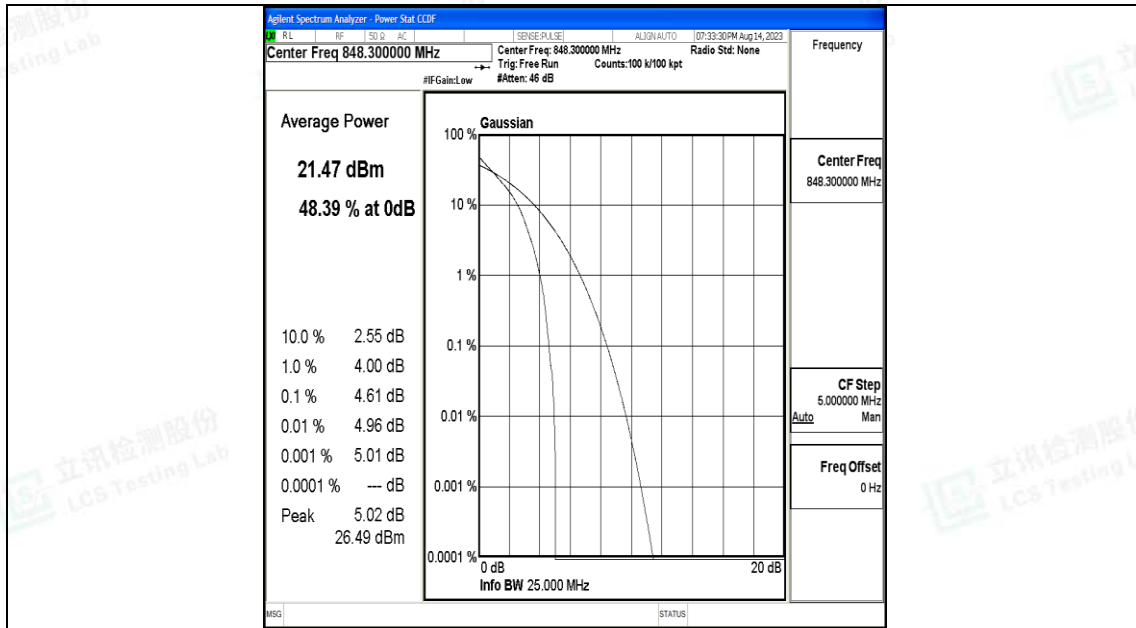 Agilent Spectrum Analyzer - Power Stat CCDF
LXI RL RF 50 Ω AC SENSE:PULSE ALIGNAUTO 07:33:30PM Aug 14, 2023
Center Freq 848.300000 MHz
Center Freq: 848.300000 MHz Radio Std: None
Trig: Free Run Counts:100 k/100 kpt
#IFGain:Low #Atten: 46 dB
Frequency
Average Power
21.47 dBm
48.39 % at 0dB
10.0 % 2.55 dB
1.0 % 4.00 dB
0.1 % 4.61 dB
0.01 % 4.96 dB
0.001 % 5.01 dB
0.0001 % --- dB
Peak 5.02 dB
26.49 dBm
Gaussian
100 %
10 %
1 %
0.1 %
0.01 %
0.001 %
0.0001 %
0 dB 20 dB
Info BW 25.000 MHz
Center Freq
848.300000 MHz
CF Step
5.000000 MHz
Auto Man
Freq Offset
0 Hz
MSG STATUS
立讯检测股份
LCS Testing Lab
立讯检测股份